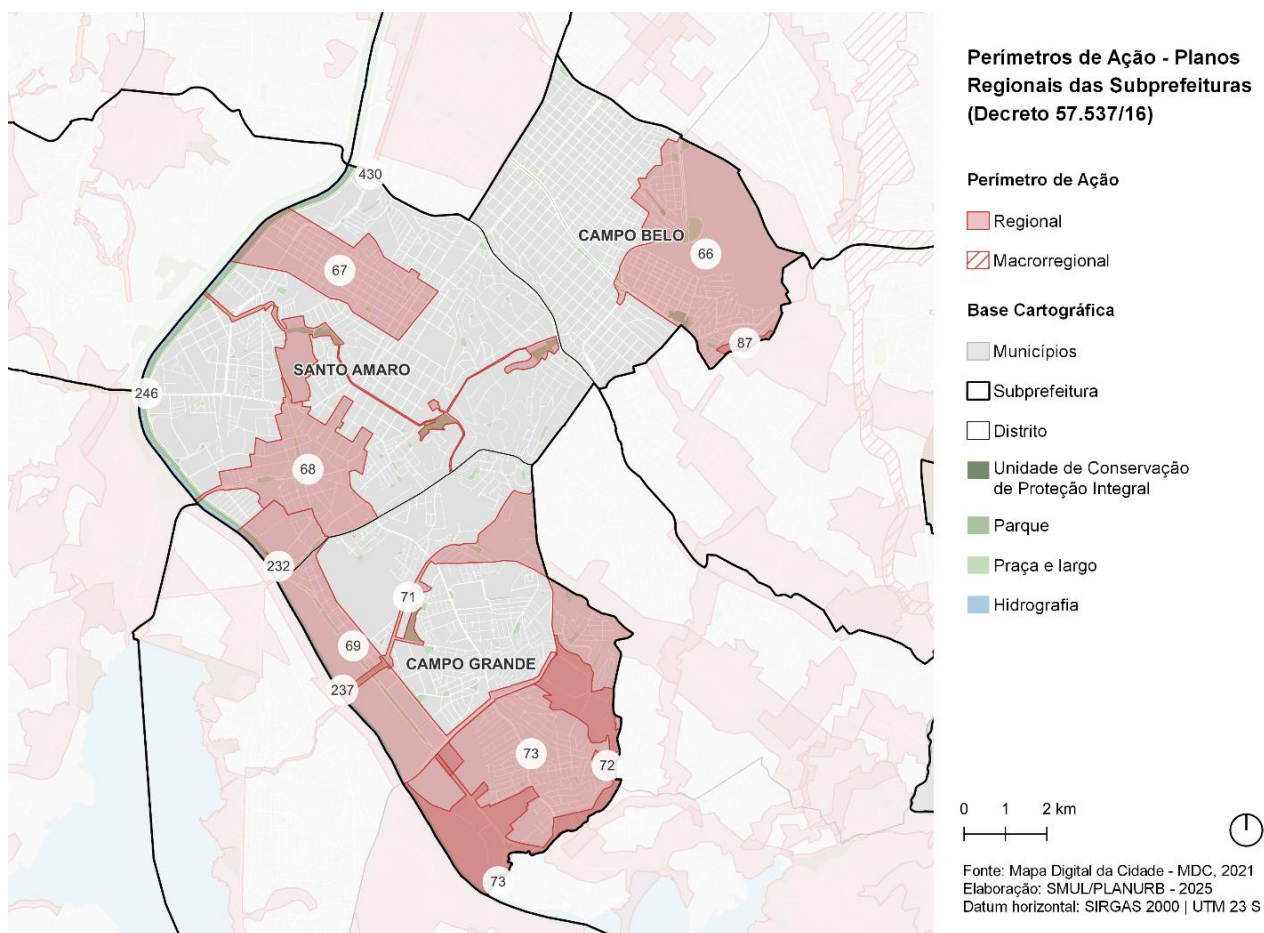 430
CAMPO BELO
66
67
87
SANTO AMARO
246
68
232
71
69
CAMPO GRANDE
237
73
72
73
Perímetros de Ação - Planos
Regionais das Subprefeituras
(Decreto 57.537/16)
Perímetro de Ação
Regional
Macrorregional
Base Cartográfica
Municípios
Subprefeitura
Distrito
Unidade de Conservação
de Proteção Integral
Parque
Praça e largo
Hidrografia
0 1 2 km
Fonte: Mapa Digital da Cidade - MDC, 2021
Elaboração: SMUL/PLANURB - 2025
Datum horizontal: SIRGAS 2000 | UTM 23 S